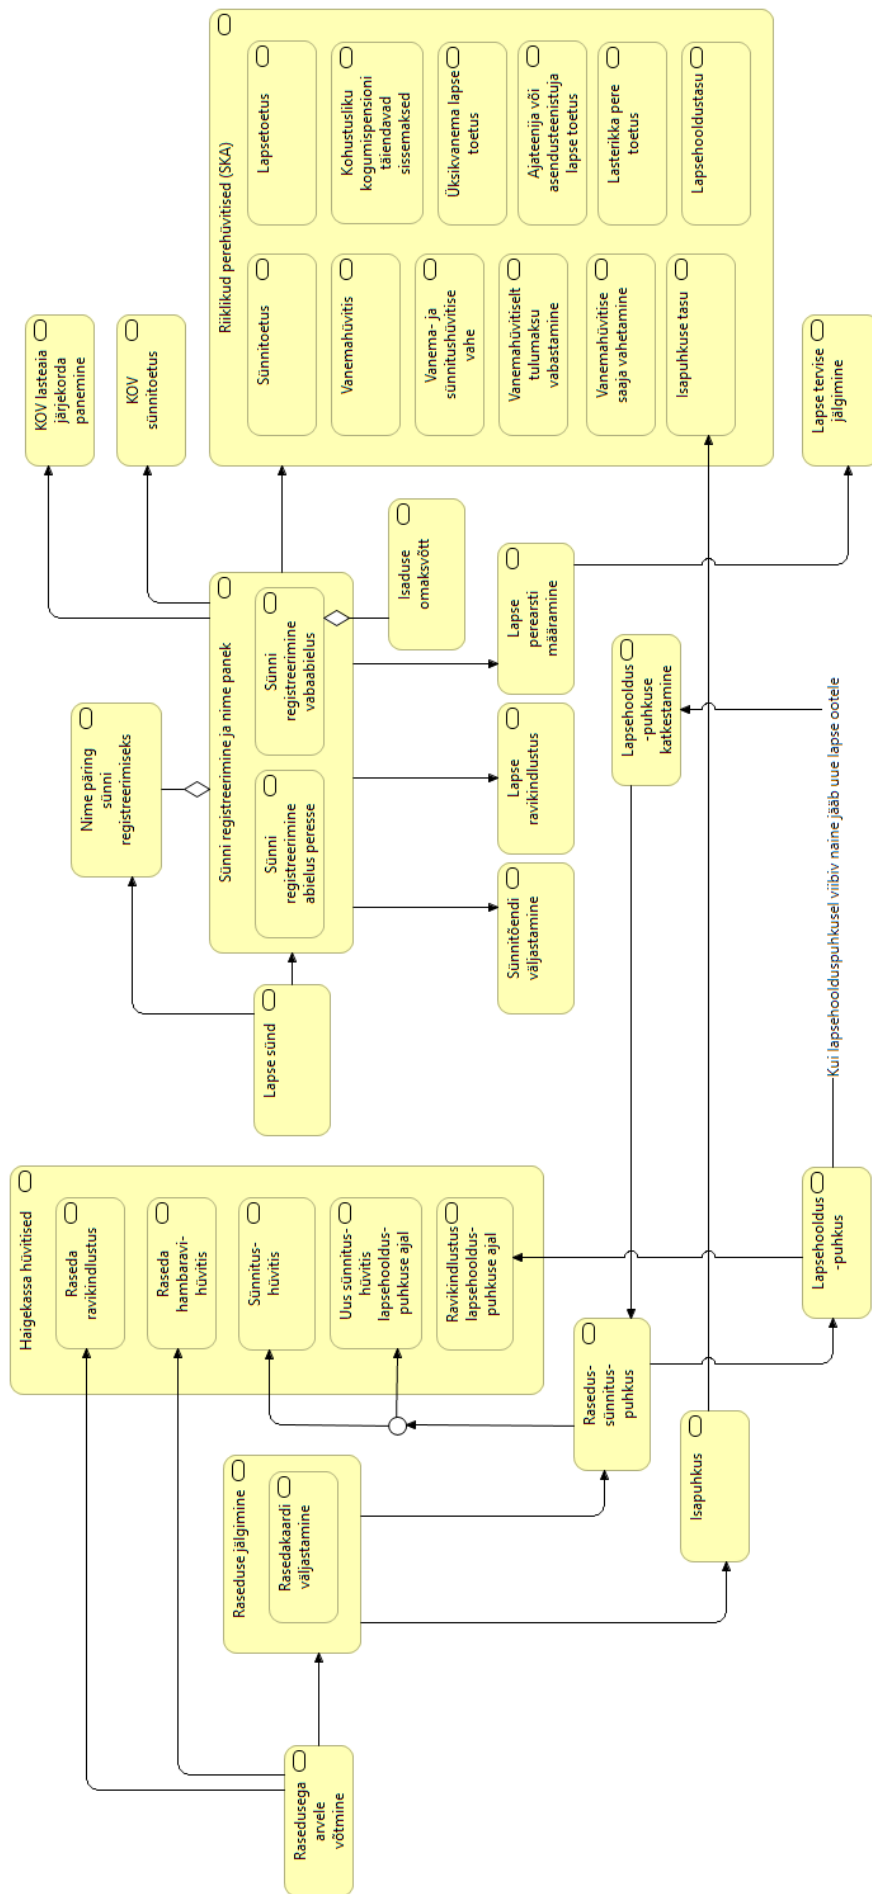 Rasedusega
arvele
võtmine
Raseduse jälgimine
Rasedakaardi
väljastamine
Haigekassa hüvitised
Raseda
ravikindlustus
Raseda
hambaravi-
hüvitis
Sünnitus-
hüvitis
Uus sünnitus-
hüvitis
lapsehooldus-
puhkuse ajal
Ravikindlustus
lapsehooldus-
puhkuse ajal
Rasedus-
sünnitus-
puhkus
Isapuhkus
Lapsehooldus
-puhkus
Kui lapsehoolduspuhkusel viibiv naine jääb uue lapse ootele
Lapsehooldus
-puhkuse
katkestamine
Lapse sünd
Nime päring
sünni
registreerimiseks
Sünni registreerimine ja nime panek
Sünni
registreerimine
abielus peresse
Sünni
registreerimine
vabaabielus
Isaduse
omaksvõtt
Sünnitõendi
väljastamine
Lapse
ravikindlustus
Lapse
perearsti
määramine
KOV lasteaia
järjekorda
panemine
KOV
sünnitoetus
Riiklikud perehüvitised (SKA)
Sünnitoetus
Lapsetoetus
Vanemahüvitis
Kohustusliku
kogumispensioni
täiendavad
sissemaksed
Vanema- ja
sünnitushüvitise
vahe
Üksikvanema lapse
toetus
Vanemahüvitiselt
tulumaksu
vabastamine
Ajateenija või
asendusteenistuja
lapse toetus
Vanemahüvitise
saaja vahetamine
Lasterikka pere
toetus
Isapuhkuse tasu
Lapsehooldustasu
Lapse tervise
jälgimine